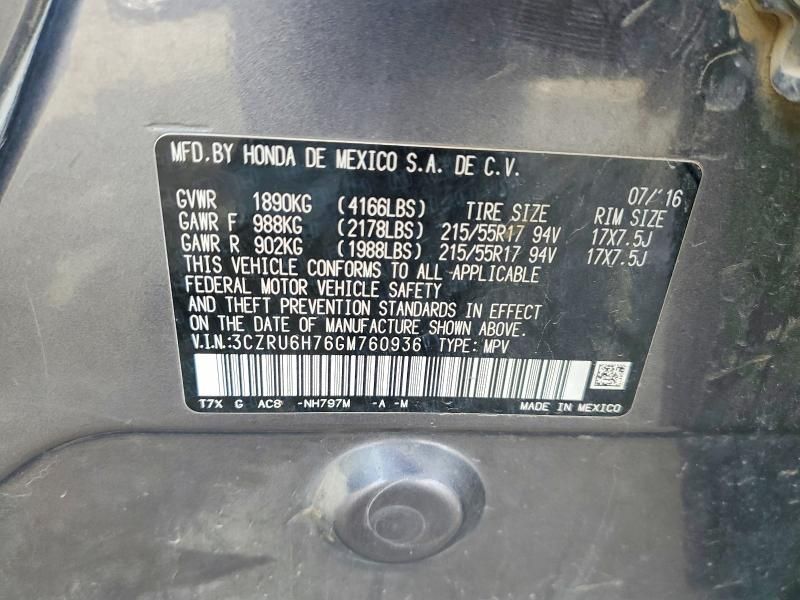 MFD.BY HONDA DE MEXICO S.A. DE C.V.
07/'16
GVWR 1890KG (4166LBS) TIRE SIZE RIM SIZE
GAWR F 988KG (2178LBS) 215/55R17 94V 17X7.5J
GAWR R 902KG (1988LBS) 215/55R17 94V 17X7.5J
THIS VEHICLE CONFORMS TO ALL APPLICABLE
FEDERAL MOTOR VEHICLE SAFETY
AND THEFT PREVENTION STANDARDS IN EFFECT
ON THE DATE OF MANUFACTURE SHOWN ABOVE.
V.I.N.:3CZRU6H76GM760936 TYPE: MPV
T7X G AC8 -NH797M -A -M
MADE IN MEXICO